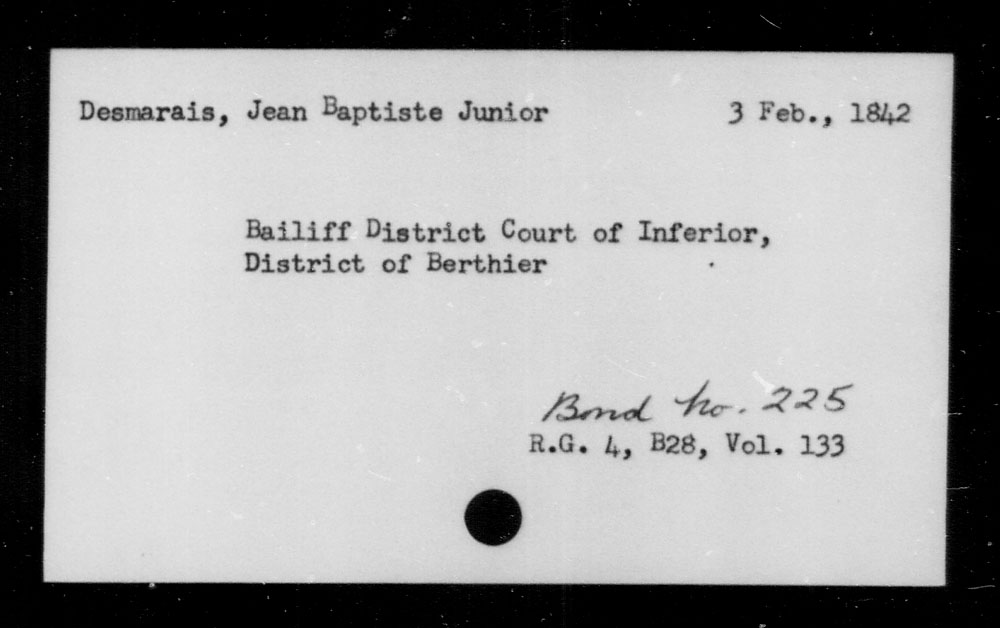 Desmarais, Jean Baptiste Junior 3 Feb., 1842
Bailiff District Court of Inferior,
District of Berthier
Bond No. 225
R.G. 4, B28, Vol. 133